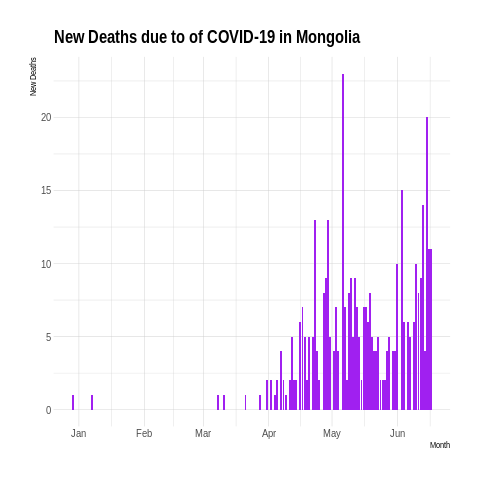 New Deaths due to of COVID-19 in Mongolia
New Deaths
20
15
10
5
0
Jan Feb Mar Apr May Jun
Month